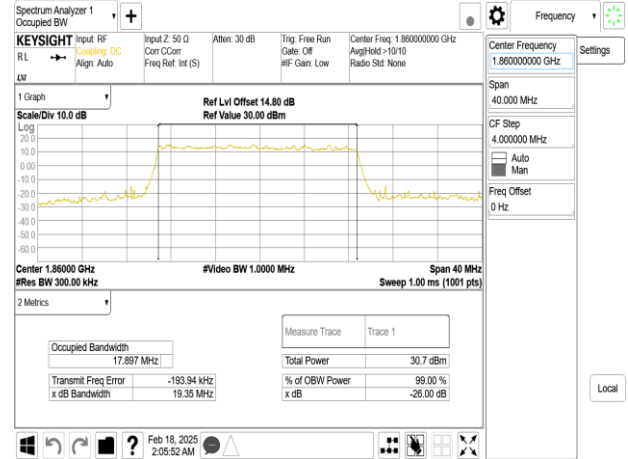 Spectrum Analyzer 1
Occupied BW
Frequency
KEYSIGHT
Input: RF
Coupling: DC
Align: Auto
Input Z: 50 Ω
Corr CCorr
Freq Ref: Int (S)
Atten: 30 dB
Trig: Free Run
Gate: Off
#IF Gain: Low
Center Freq: 1.860000000 GHz
Avg|Hold:>10/10
Radio Std: None
RL
LXI
Center Frequency
1.860000000 GHz
Settings
Span
40.000 MHz
CF Step
4.000000 MHz
Auto
Man
Freq Offset
0 Hz
1 Graph
Ref Lvl Offset 14.80 dB
Scale/Div 10.0 dB
Ref Value 30.00 dBm
Log
20.0
10.0
0.00
-10.0
-20.0
-30.0
-40.0
-50.0
-60.0
Center 1.86000 GHz
#Video BW 1.0000 MHz
Span 40 MHz
#Res BW 300.00 kHz
Sweep 1.00 ms (1001 pts)
2 Metrics
Measure Trace
Trace 1
Occupied Bandwidth
17.897 MHz
Total Power
30.7 dBm
Transmit Freq Error
-193.94 kHz
% of OBW Power
99.00 %
x dB Bandwidth
19.35 MHz
x dB
-26.00 dB
Local
Feb 18, 2025
2:05:52 AM